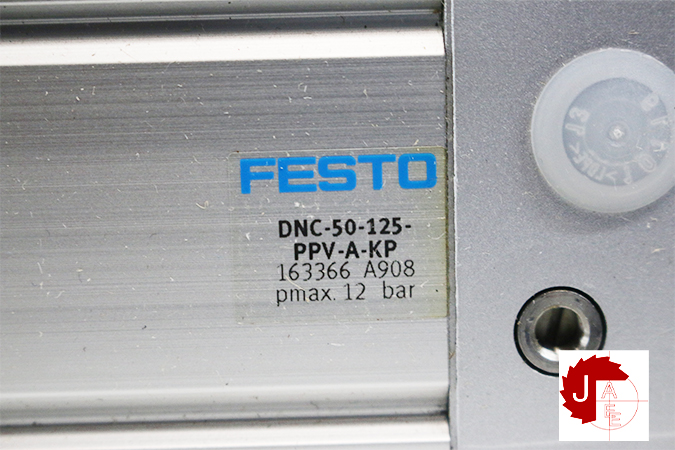 FESTO
DNC-50-125-
PPV-A-KP
163366 A908
pmax. 12 bar
J
A
E
E